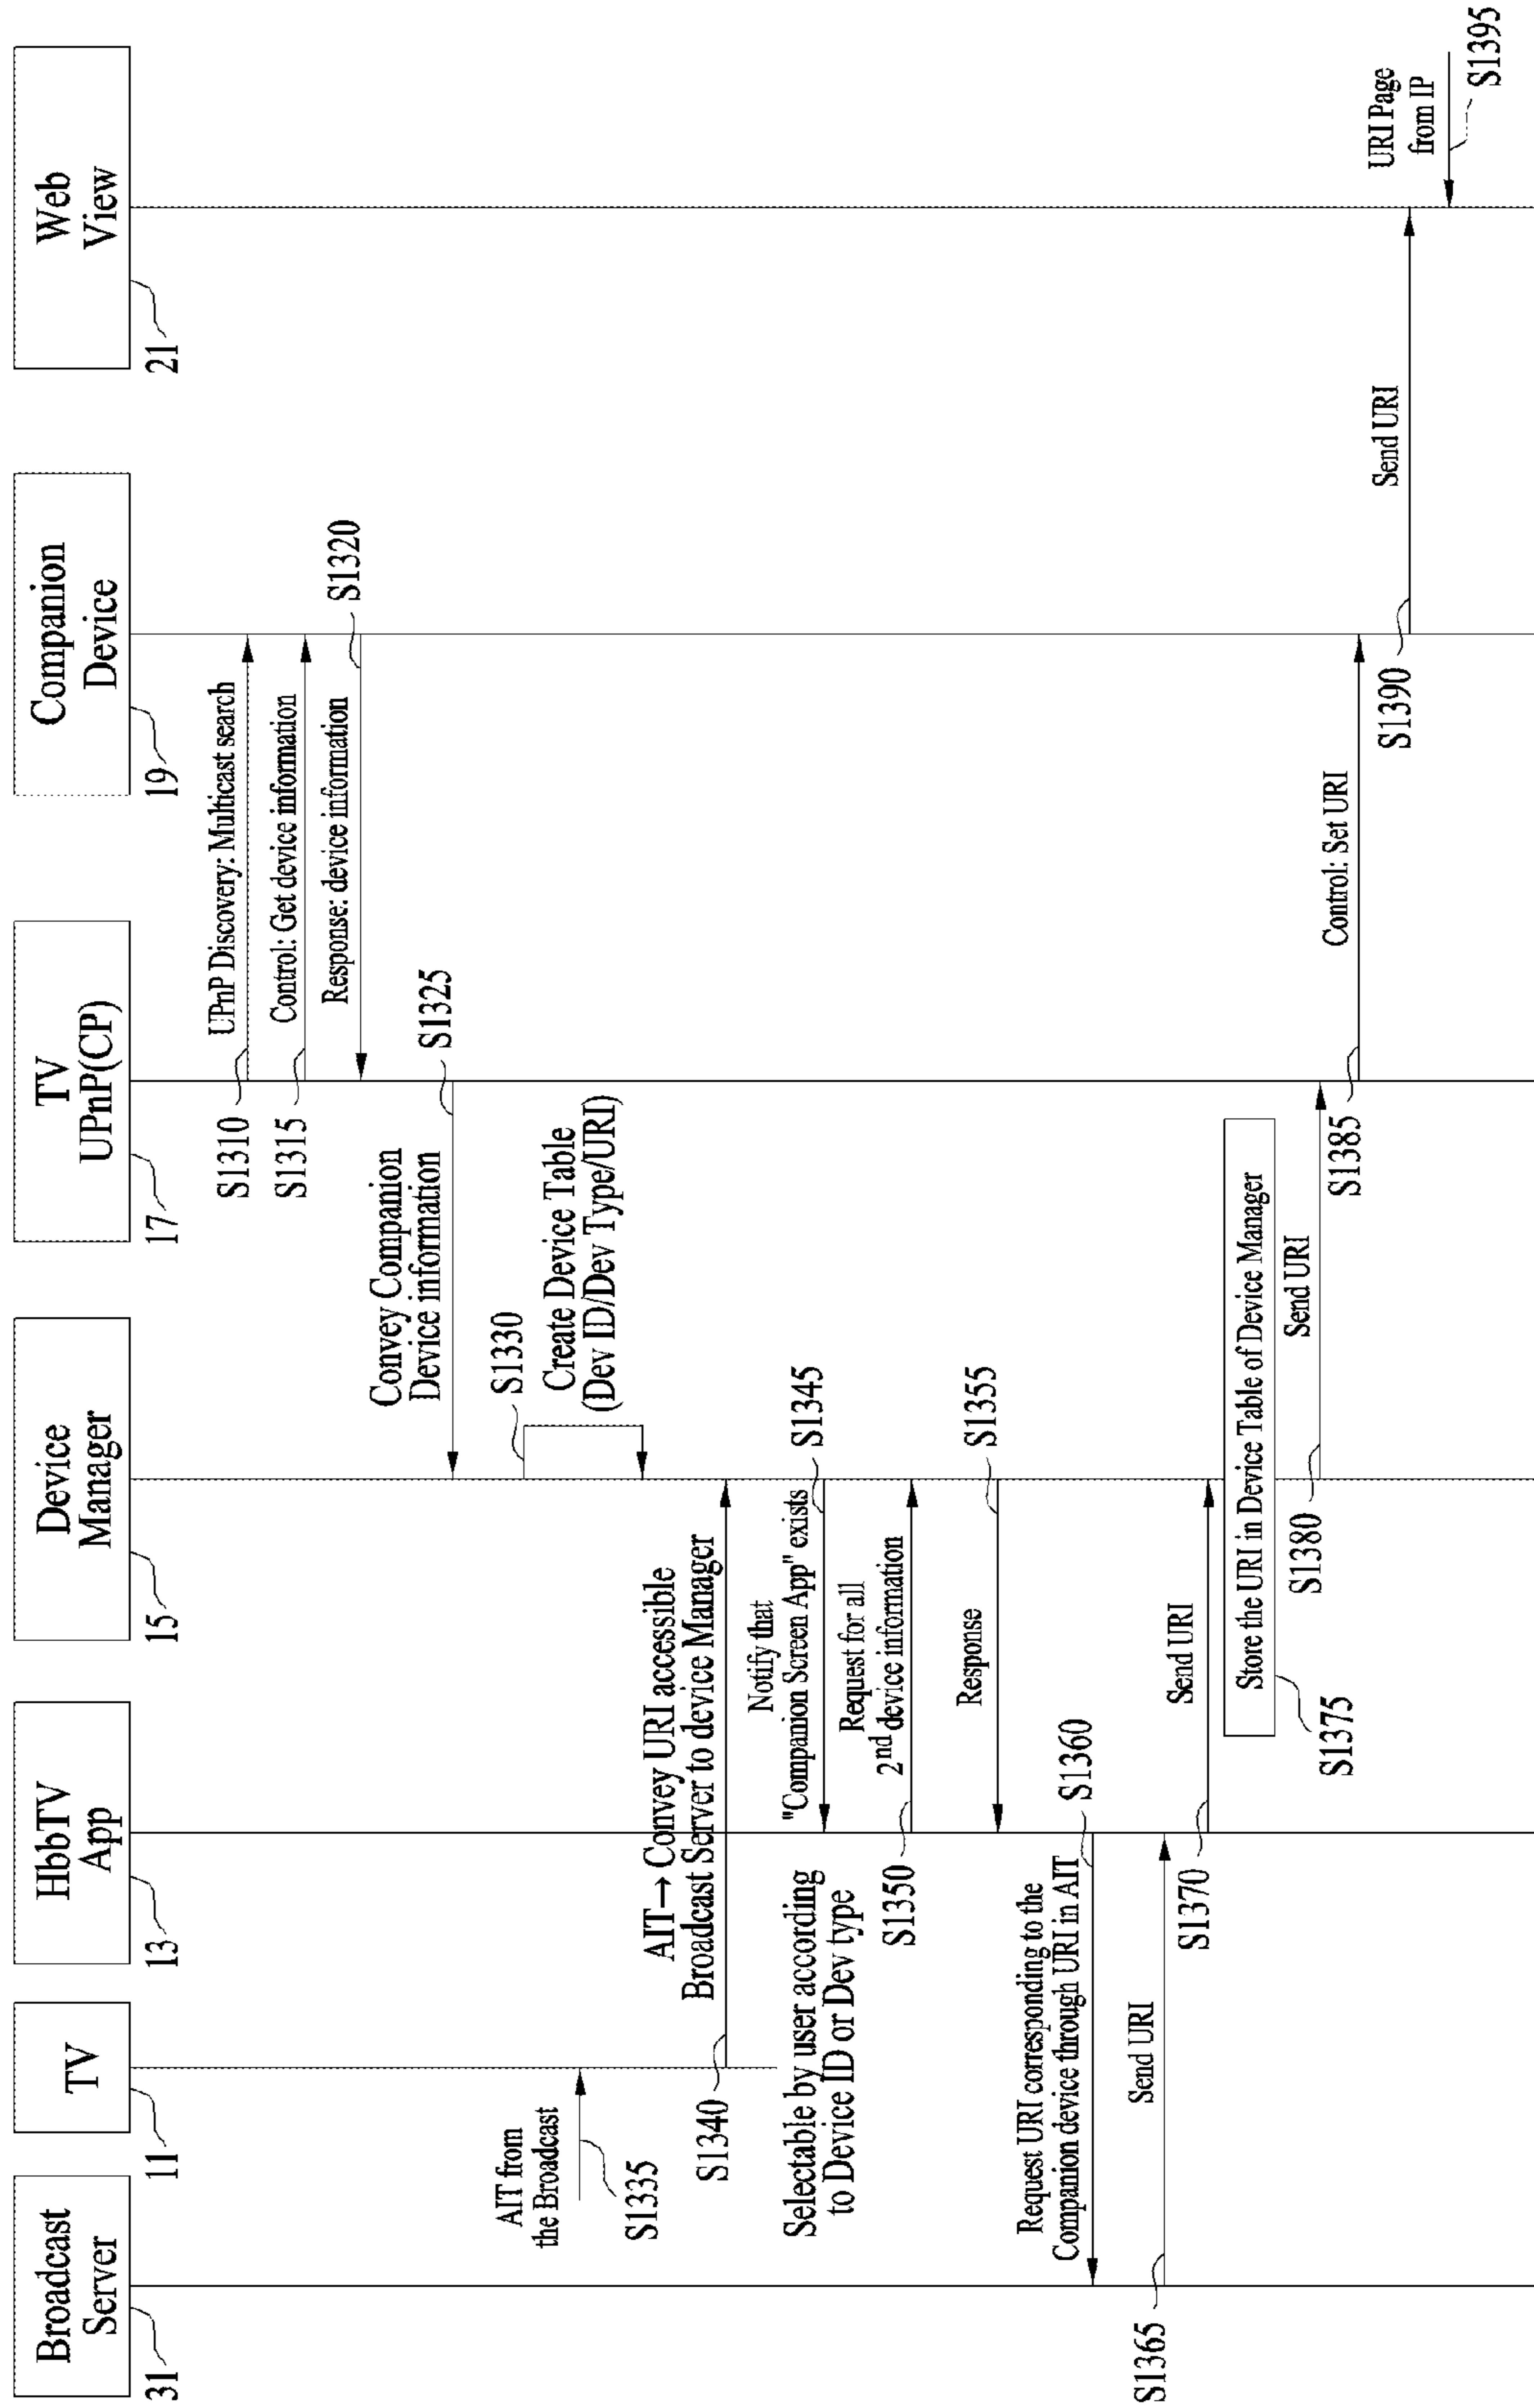 Broadcast
Server
31
TV
11
HbbTV
App
13
Device
Manager
15
TV
UPnP(CP)
17
Companion
Device
19
Web
View
21
S1310
UPnP Discovery: Multicast search
S1315
Control: Get device information
Response: device information
S1320
Convey Companion
Device information
S1325
S1330
Create Device Table
(Dev ID/Dev Type/URI)
AIT from
the Broadcast
S1335
S1340
AIT→ Convey URI accessible
Broadcast Server to device Manager
Notify that
"Companion Screen App" exists
S1345
Selectable by user according
to Device ID or Dev type
S1350
Request for all
2nd device information
Response
S1355
Request URI corresponding to the
Companion device through URI in AIT
S1360
S1365
Send URI
S1370
Send URI
Store the URI in Device Table of Device Manager
S1375
S1380
Send URI
S1385
Control: Set URI
S1390
Send URI
URI Page
from IP
S1395